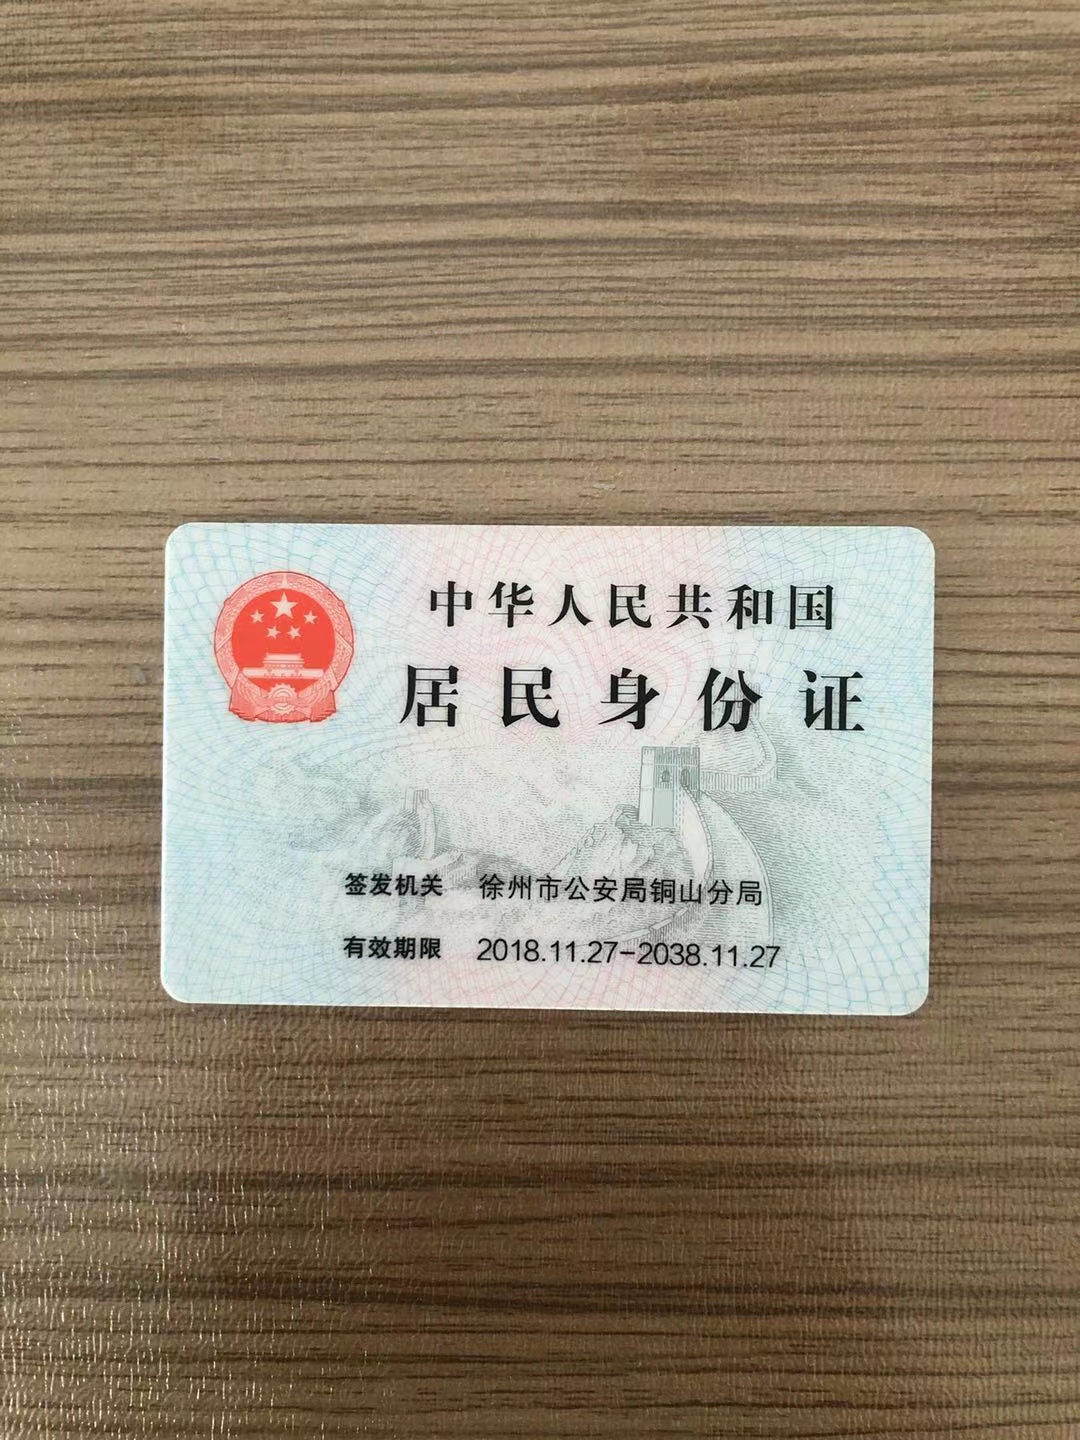 中华人民共和国
居民身份证
签发机关 徐州市公安局铜山分局
有效期限 2018.11.27-2038.11.27